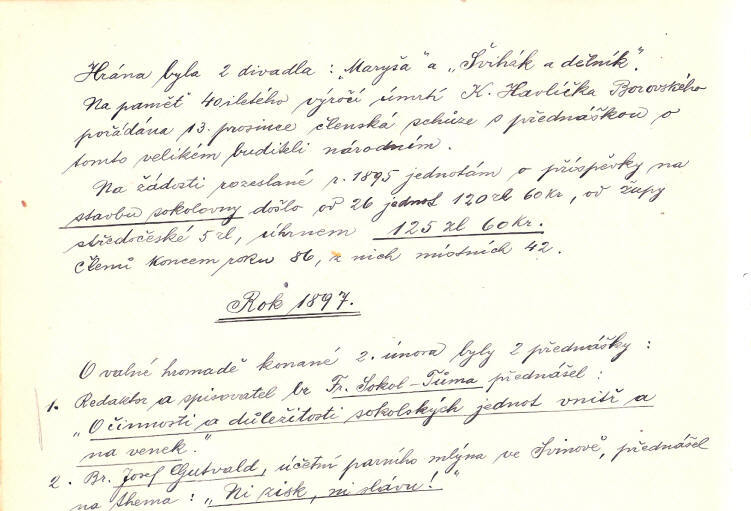 Hrána byla 2 divadla : „Maryša" a „Švihák a dětník".
Na paměť 40iletého výročí úmrtí K. Havlíčka Borovského
pořádána 13. prosince členská schůze s přednáškou o
tomto velikém buditeli národním.
Na žádosti rozeslané r. 1895 jednotám o příspěvky na
stavbu sokolovny došlo od 26 jednot 120 zl 60 kr, od župy
středočeské 5 zl, úhrnem 125 zl 60 kr.
Členů koncem roku 86, z nich místních 42.
Rok 1897.
O valné hromadě konané 2. února byly 2 přednášky :
1. Redaktor a spisovatel br Fr. Sokol-Tůma přednášel :
„O činnosti a důležitosti sokolských jednot vnitř a
na venek."
2. Br. Josef Gutvald, účetní parního mlýna ve Svinově, přednášel
na thema : „Ni zisk, ni slávu!"